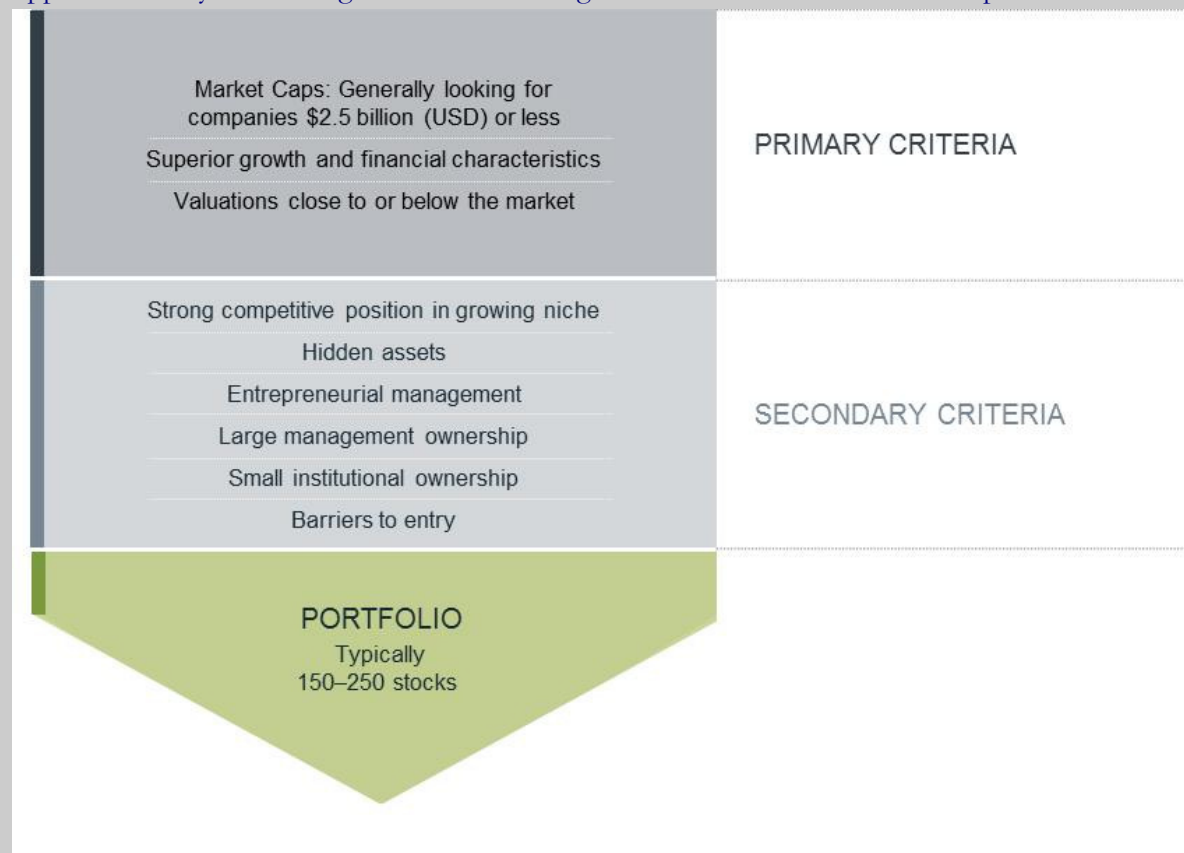 Market Caps: Generally looking for
companies $2.5 billion (USD) or less
Superior growth and financial characteristics
Valuations close to or below the market
PRIMARY CRITERIA
Strong competitive position in growing niche
Hidden assets
Entrepreneurial management
Large management ownership
Small institutional ownership
Barriers to entry
SECONDARY CRITERIA
PORTFOLIO
Typically
150–250 stocks